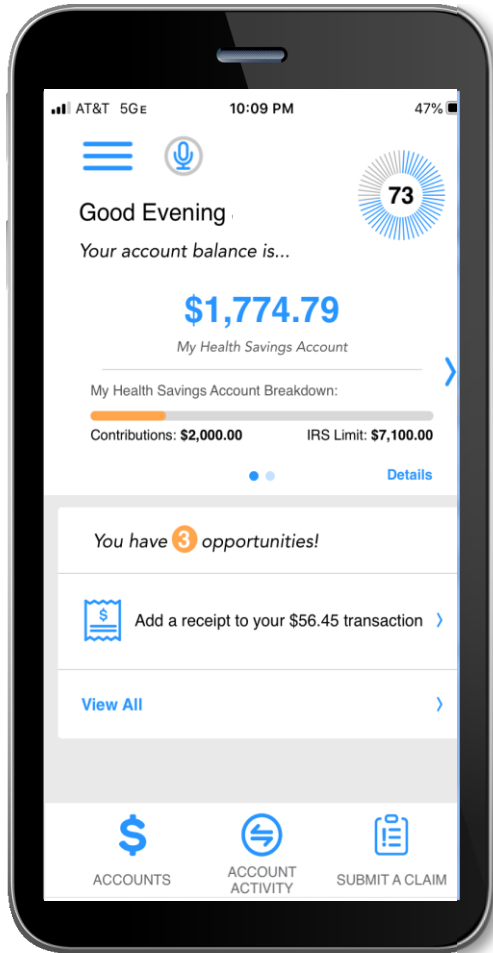 AT&T 5GE 10:09 PM 47%
73
Good Evening
Your account balance is...
$1,774.79
My Health Savings Account
My Health Savings Account Breakdown:
Contributions: $2,000.00 IRS Limit: $7,100.00
Details
You have 3 opportunities!
$ Add a receipt to your $56.45 transaction
View All
$
ACCOUNTS
ACCOUNT
ACTIVITY
SUBMIT A CLAIM